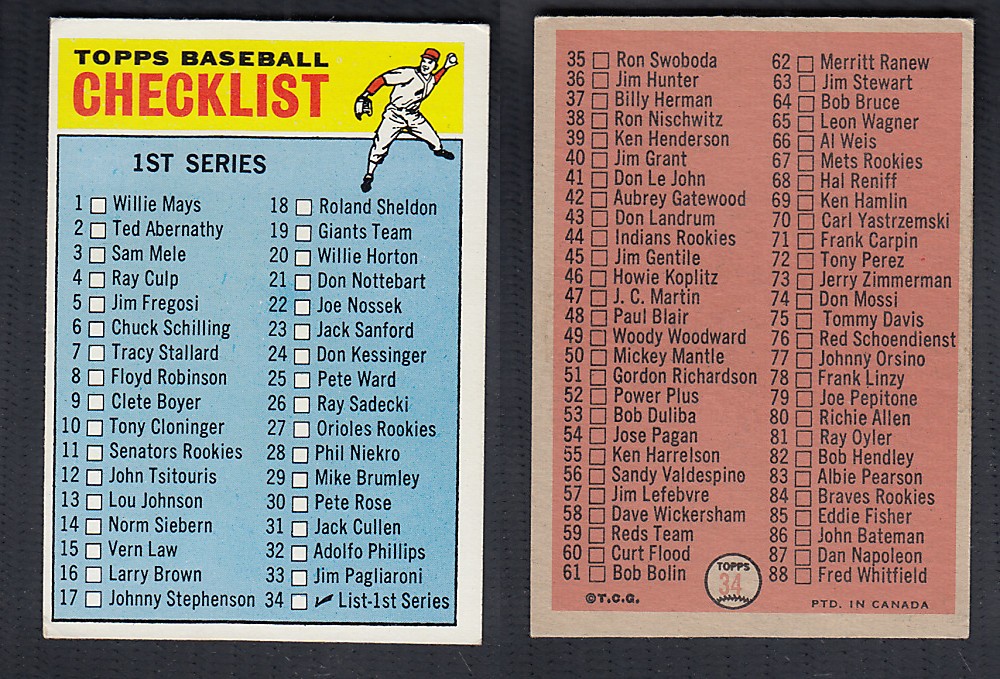 TOPPS BASEBALL
CHECKLIST
1ST SERIES
1 Willie Mays
2 Ted Abernathy
3 Sam Mele
4 Ray Culp
5 Jim Fregosi
6 Chuck Schilling
7 Tracy Stallard
8 Floyd Robinson
9 Clete Boyer
10 Tony Cloninger
11 Senators Rookies
12 John Tsitouris
13 Lou Johnson
14 Norm Siebern
15 Vern Law
16 Larry Brown
17 Johnny Stephenson
18 Roland Sheldon
19 Giants Team
20 Willie Horton
21 Don Nottebart
22 Joe Nossek
23 Jack Sanford
24 Don Kessinger
25 Pete Ward
26 Ray Sadecki
27 Orioles Rookies
28 Phil Niekro
29 Mike Brumley
30 Pete Rose
31 Jack Cullen
32 Adolfo Phillips
33 Jim Pagliaroni
34 ✓ List-1st Series
35 Ron Swoboda
36 Jim Hunter
37 Billy Herman
38 Ron Nischwitz
39 Ken Henderson
40 Jim Grant
41 Don Le John
42 Aubrey Gatewood
43 Don Landrum
44 Indians Rookies
45 Jim Gentile
46 Howie Koplitz
47 J. C. Martin
48 Paul Blair
49 Woody Woodward
50 Mickey Mantle
51 Gordon Richardson
52 Power Plus
53 Bob Duliba
54 Jose Pagan
55 Ken Harrelson
56 Sandy Valdespino
57 Jim Lefebvre
58 Dave Wickersham
59 Reds Team
60 Curt Flood
61 Bob Bolin
62 Merritt Ranew
63 Jim Stewart
64 Bob Bruce
65 Leon Wagner
66 Al Weis
67 Mets Rookies
68 Hal Reniff
69 Ken Hamlin
70 Carl Yastrzemski
71 Frank Carpin
72 Tony Perez
73 Jerry Zimmerman
74 Don Mossi
75 Tommy Davis
76 Red Schoendienst
77 Johnny Orsino
78 Frank Linzy
79 Joe Pepitone
80 Richie Allen
81 Ray Oyler
82 Bob Hendley
83 Albie Pearson
84 Braves Rookies
85 Eddie Fisher
86 John Bateman
87 Dan Napoleon
88 Fred Whitfield
TOPPS
34
©T.C.G.
PTD. IN CANADA